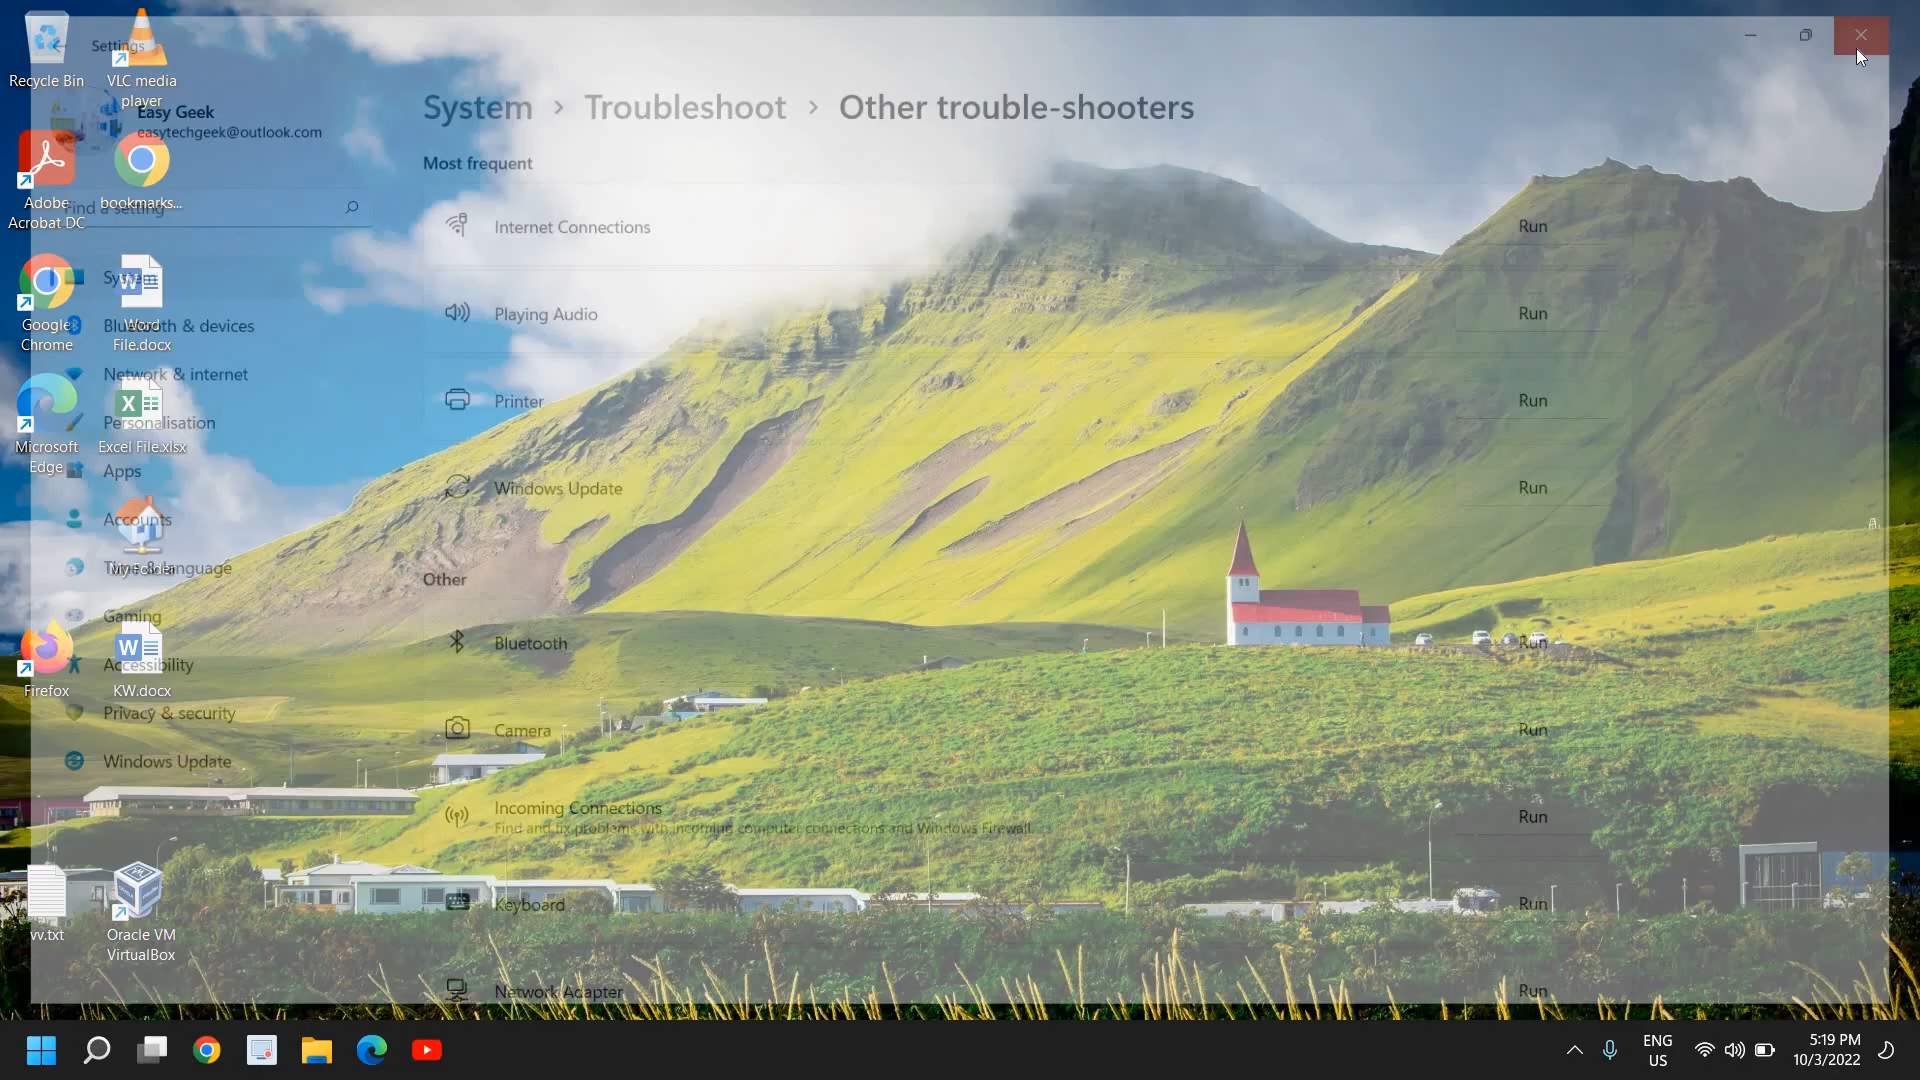 Settings
Easy Geek
easytechgeek@outlook.com
Find a setting
System
Bluetooth & devices
Network & internet
Personalisation
Apps
Accounts
Time & language
Gaming
Accessibility
Privacy & security
Windows Update
System > Troubleshoot > Other trouble-shooters
Most frequent
Internet Connections Run
Playing Audio Run
Printer Run
Windows Update Run
Other
Bluetooth Run
Camera Run
Incoming Connections Run
Find and fix problems with incoming computer connections and Windows Firewall.
Keyboard Run
Network Adapter Run
Recycle Bin
Adobe
Acrobat DC
Google
Chrome
Microsoft
Edge
Firefox
vv.txt
VLC media
player
bookmarks...
Word
File.docx
Excel File.xlsx
My Folder
KW.docx
Oracle VM
VirtualBox
ENG
US
5:19 PM
10/3/2022